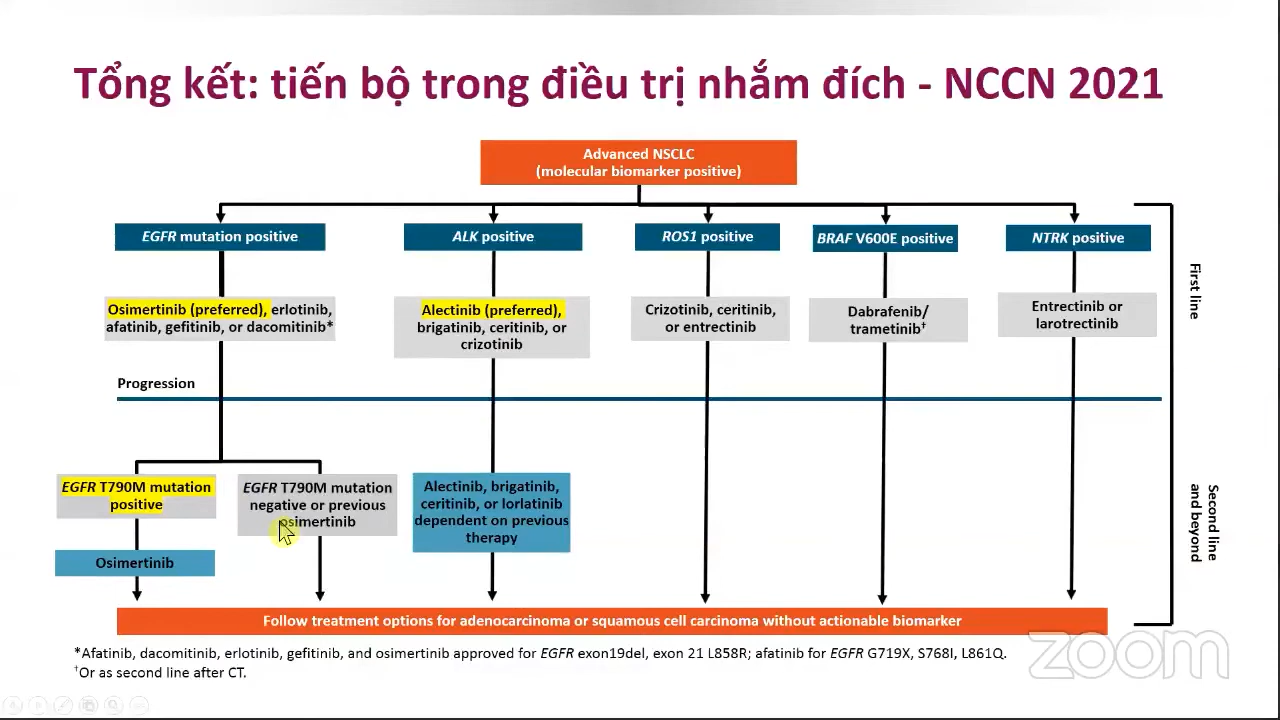 Tổng kết: tiến bộ trong điều trị nhắm đích - NCCN 2021
Advanced NSCLC
(molecular biomarker positive)
EGFR mutation positive
ALK positive
ROS1 positive
BRAF V600E positive
NTRK positive
Osimertinib (preferred), erlotinib,
afatinib, gefitinib, or dacomitinib*
Alectinib (preferred),
brigatinib, ceritinib, or
crizotinib
Crizotinib, ceritinib,
or entrectinib
Dabrafenib/
trametinib†
Entrectinib or
larotrectinib
First line
Progression
EGFR T790M mutation
positive
EGFR T790M mutation
negative or previous
osimertinib
Alectinib, brigatinib,
ceritinib, or lorlatinib
dependent on previous
therapy
Osimertinib
Second line
and beyond
Follow treatment options for adenocarcinoma or squamous cell carcinoma without actionable biomarker
*Afatinib, dacomitinib, erlotinib, gefitinib, and osimertinib approved for EGFR exon19del, exon 21 L858R; afatinib for EGFR G719X, S768I, L861Q.
†Or as second line after CT.
zoom